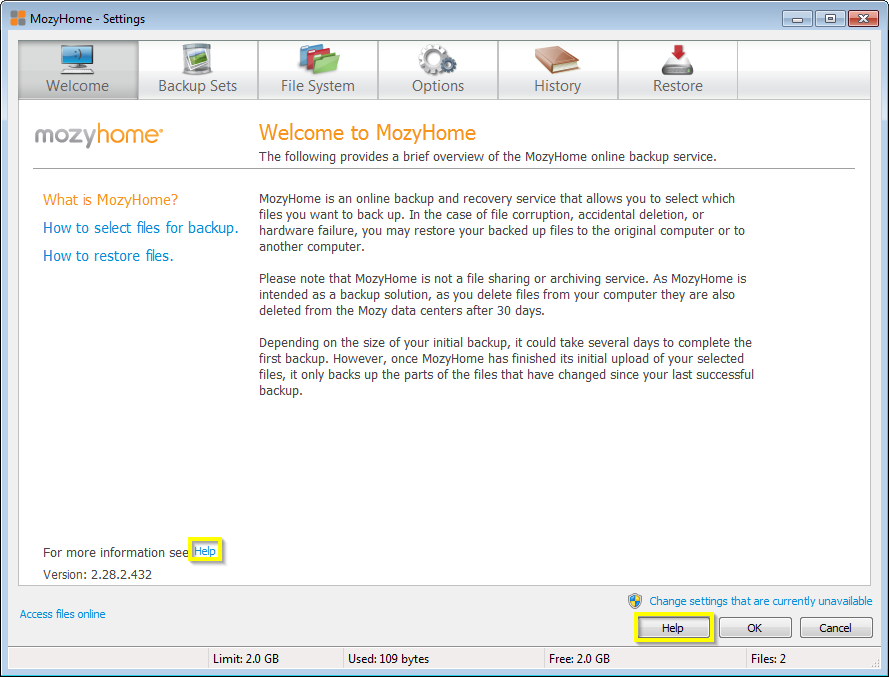 MozyHome - Settings
Welcome
Backup Sets
File System
Options
History
Restore
mozyhome
Welcome to MozyHome
The following provides a brief overview of the MozyHome online backup service.
What is MozyHome?
How to select files for backup.
How to restore files.
MozyHome is an online backup and recovery service that allows you to select which
files you want to back up. In the case of file corruption, accidental deletion, or
hardware failure, you may restore your backed up files to the original computer or to
another computer.
Please note that MozyHome is not a file sharing or archiving service. As MozyHome is
intended as a backup solution, as you delete files from your computer they are also
deleted from the Mozy data centers after 30 days.
Depending on the size of your initial backup, it could take several days to complete the
first backup. However, once MozyHome has finished its initial upload of your selected
files, it only backs up the parts of the files that have changed since your last successful
backup.
For more information see Help
Version: 2.28.2.432
Change settings that are currently unavailable
Access files online
Help
OK
Cancel
Limit: 2.0 GB
Used: 109 bytes
Free: 2.0 GB
Files: 2